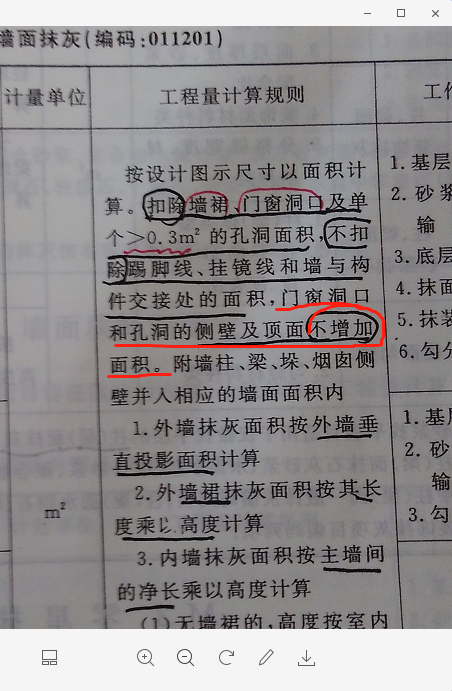 墙面抹灰(编码:011201)
计量单位
工程量计算规则
工作
按设计图示尺寸以面积计
算。扣除墙裙、门窗洞口及单
个>0.3m²的孔洞面积,不扣
除踢脚线、挂镜线和墙与构
件交接处的面积,门窗洞口
和孔洞的侧壁及顶面不增加
面积。附墙柱、梁、垛、烟囱侧
壁并入相应的墙面面积内
1.外墙抹灰面积按外墙垂
直投影面积计算
2.外墙裙抹灰面积按其长
度乘以高度计算
3.内墙抹灰面积按主墙间
的净长乘以高度计算
(1)无墙裙的,高度按室内
m²
1.基层
2.砂浆
输
3.底层
4.抹面
5.抹装
6.勾分
1.基层
2.砂
输
3.勾